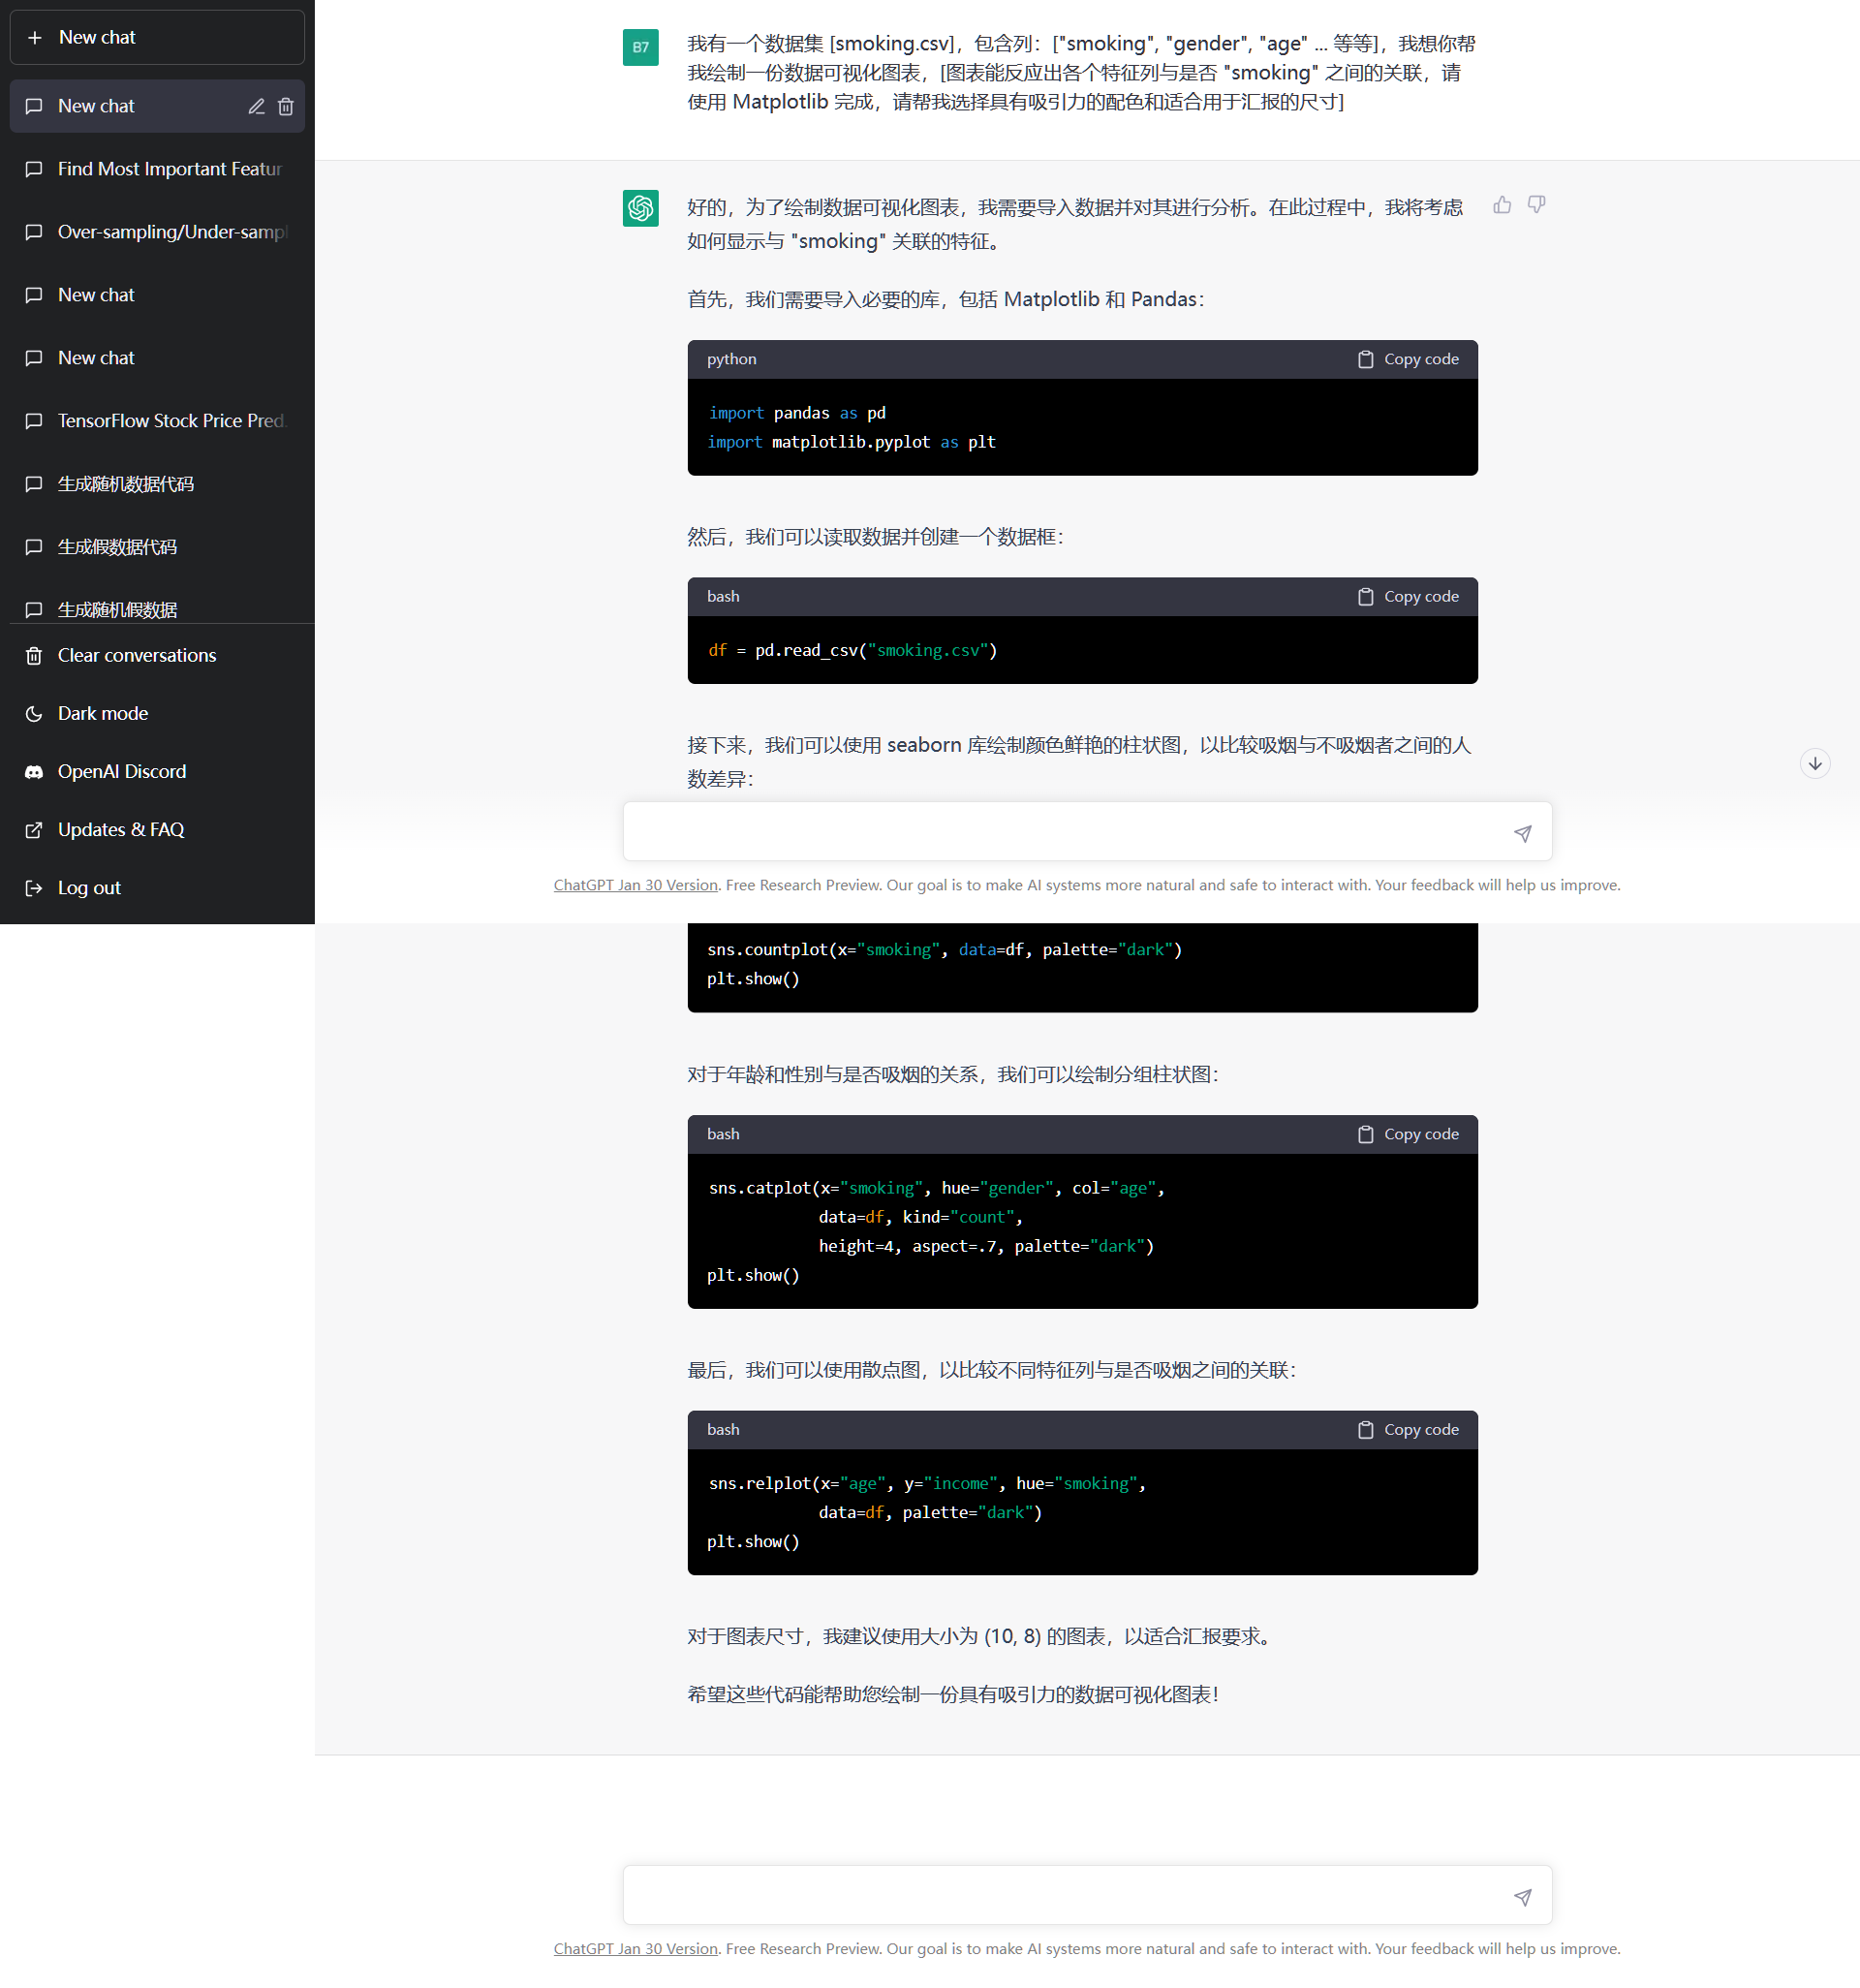 New chat
New chat
Find Most Important Featur
Over-sampling/Under-samp
New chat
New chat
TensorFlow Stock Price Pred.
生成随机数据代码
生成假数据代码
生成随机假数据
Clear conversations
Dark mode
OpenAI Discord
Updates & FAQ
Log out
B7
我有一个数据集 [smoking.csv]，包含列：["smoking", "gender", "age" ... 等等]，我想你帮
我绘制一份数据可视化图表，[图表能反应出各个特征列与是否 "smoking" 之间的关联，请
使用 Matplotlib 完成，请帮我选择具有吸引力的配色和适合用于汇报的尺寸]
好的，为了绘制数据可视化图表，我需要导入数据并对其进行分析。在此过程中，我将考虑
如何显示与 "smoking" 关联的特征。
首先，我们需要导入必要的库，包括 Matplotlib 和 Pandas：
python
Copy code
import pandas as pd
import matplotlib.pyplot as plt
然后，我们可以读取数据并创建一个数据框：
bash
Copy code
df = pd.read_csv("smoking.csv")
接下来，我们可以使用 seaborn 库绘制颜色鲜艳的柱状图，以比较吸烟与不吸烟者之间的人
数差异：
ChatGPT Jan 30 Version. Free Research Preview. Our goal is to make AI systems more natural and safe to interact with. Your feedback will help us improve.
sns.countplot(x="smoking", data=df, palette="dark")
plt.show()
对于年龄和性别与是否吸烟的关系，我们可以绘制分组柱状图：
bash
Copy code
sns.catplot(x="smoking", hue="gender", col="age",
data=df, kind="count",
height=4, aspect=.7, palette="dark")
plt.show()
最后，我们可以使用散点图，以比较不同特征列与是否吸烟之间的关联：
bash
Copy code
sns.relplot(x="age", y="income", hue="smoking",
data=df, palette="dark")
plt.show()
对于图表尺寸，我建议使用大小为 (10, 8) 的图表，以适合汇报要求。
希望这些代码能帮助您绘制一份具有吸引力的数据可视化图表！
ChatGPT Jan 30 Version. Free Research Preview. Our goal is to make AI systems more natural and safe to interact with. Your feedback will help us improve.